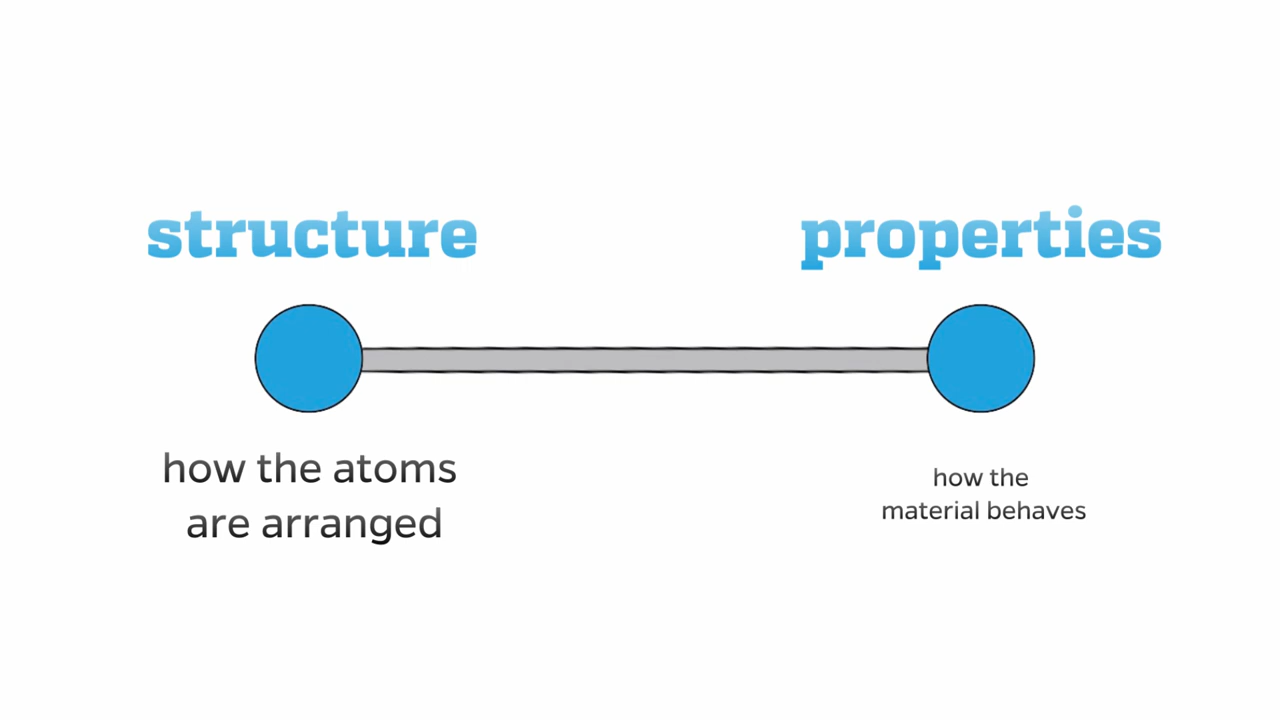 structure
properties
how the atoms
are arranged
how the
material behaves